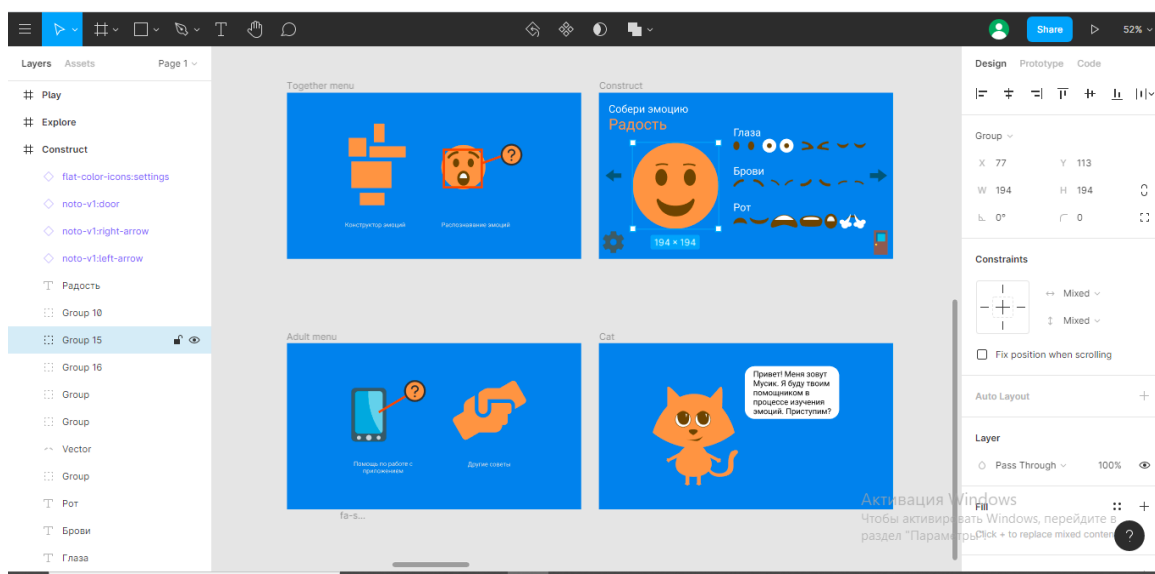 Share
52%
Layers Assets Page 1
Play
Explore
Construct
flat-color-icons:settings
noto-v1:door
noto-v1:right-arrow
noto-v1:left-arrow
Радость
Group 10
Group 15
Group 16
Group
Group
Vector
Group
Рот
Брови
Глаза
Together menu
Конструктор эмоций
Распознавание эмоций
Construct
Собери эмоцию
Радость
Глаза
Брови
Рот
194 × 194
Adult menu
Помощь по работе с
приложением
Другие советы
fa-s...
Cat
Привет! Меня зовут
Мусик. Я буду твоим
помощником в
процессе изучения
эмоций. Приступим?
Design Prototype Code
Group
X 77 Y 113
W 194 H 194
0° 0
Constraints
Mixed
Mixed
Fix position when scrolling
Auto Layout
Layer
Pass Through 100%
Активация Windows
Fill
Чтобы активировать Windows, перейдите в
раздел "Параметры".
Click + to replace mixed content
?